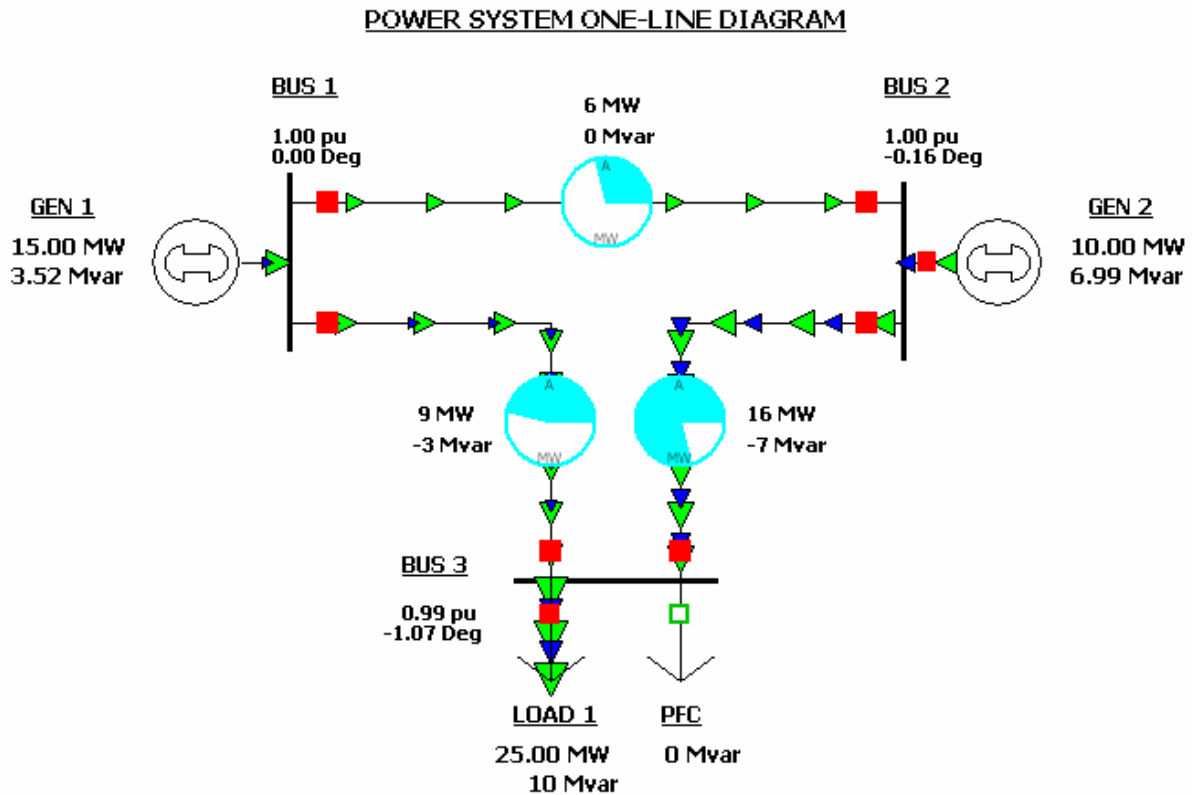 POWER SYSTEM ONE-LINE DIAGRAM
BUS 1
1.00 pu
0.00 Deg
6 MW
0 Mvar
A
MW
BUS 2
1.00 pu
-0.16 Deg
GEN 1
15.00 MW
3.52 Mvar
GEN 2
10.00 MW
6.99 Mvar
9 MW
-3 Mvar
A
MW
A
MW
16 MW
-7 Mvar
BUS 3
0.99 pu
-1.07 Deg
LOAD 1
25.00 MW
10 Mvar
PFC
0 Mvar